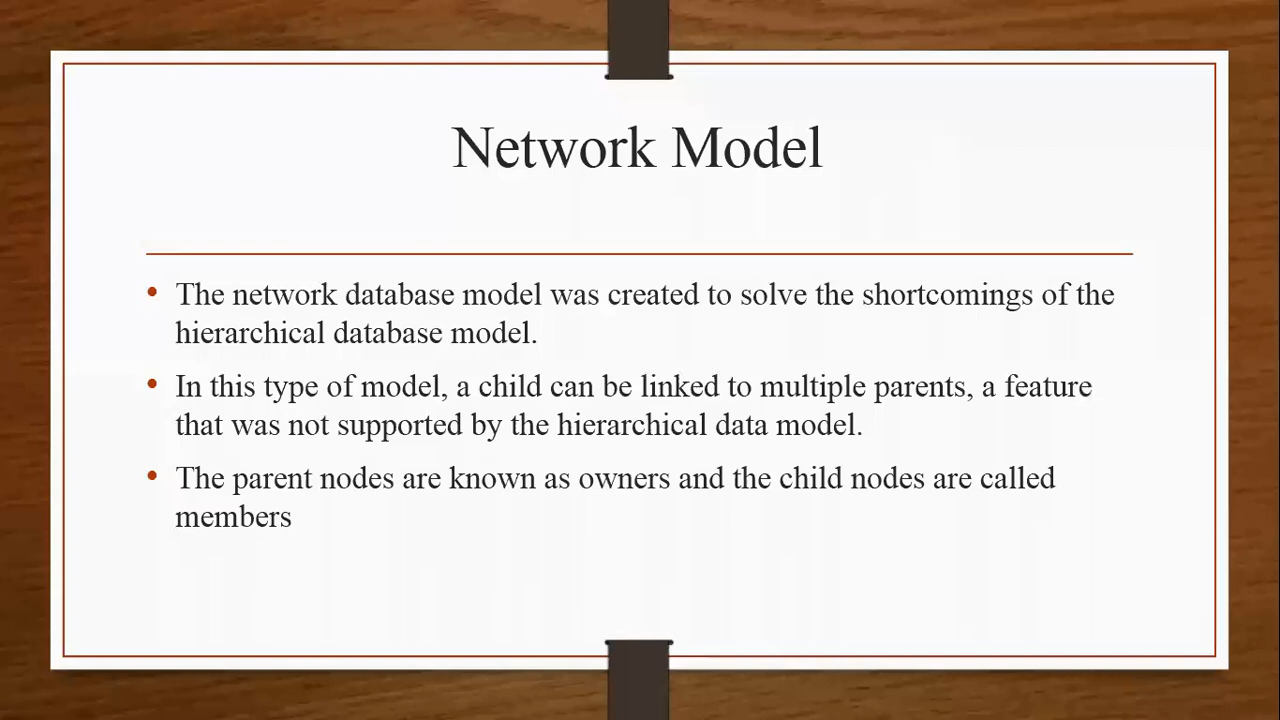 Network Model
• The network database model was created to solve the shortcomings of the
hierarchical database model.
• In this type of model, a child can be linked to multiple parents, a feature
that was not supported by the hierarchical data model.
• The parent nodes are known as owners and the child nodes are called
members